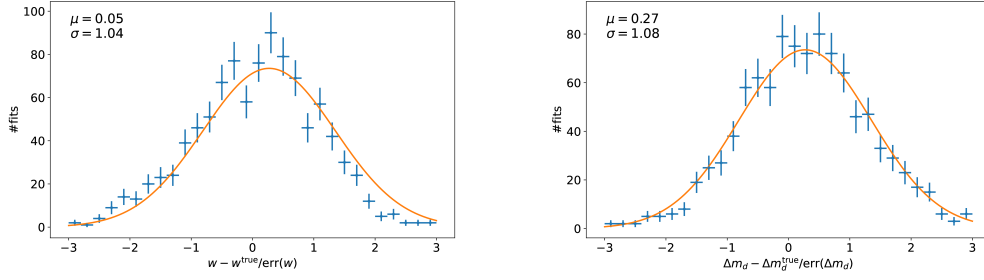 μ = 0.05
σ = 1.04
100
80
60
40
20
0
#fits
−3 −2 −1 0 1 2 3
w − w^true/err(w)
μ = 0.27
σ = 1.08
80
60
40
20
0
#fits
−3 −2 −1 0 1 2 3
Δm_d − Δm_d^true/err(Δm_d)